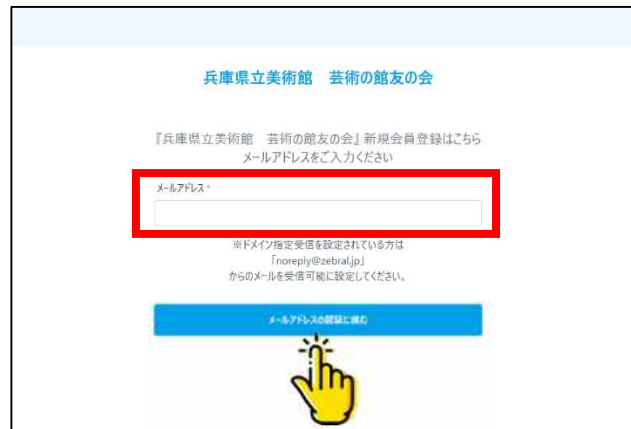 兵庫県立美術館　芸術の館友の会
『兵庫県立美術館　芸術の館友の会』新規会員登録はこちら
メールアドレスをご入力ください
メールアドレス *
※ドメイン指定受信を設定されている方は
「noreply@zebral.jp」
からのメールを受信可能に設定してください。
メールアドレスの認証に進む